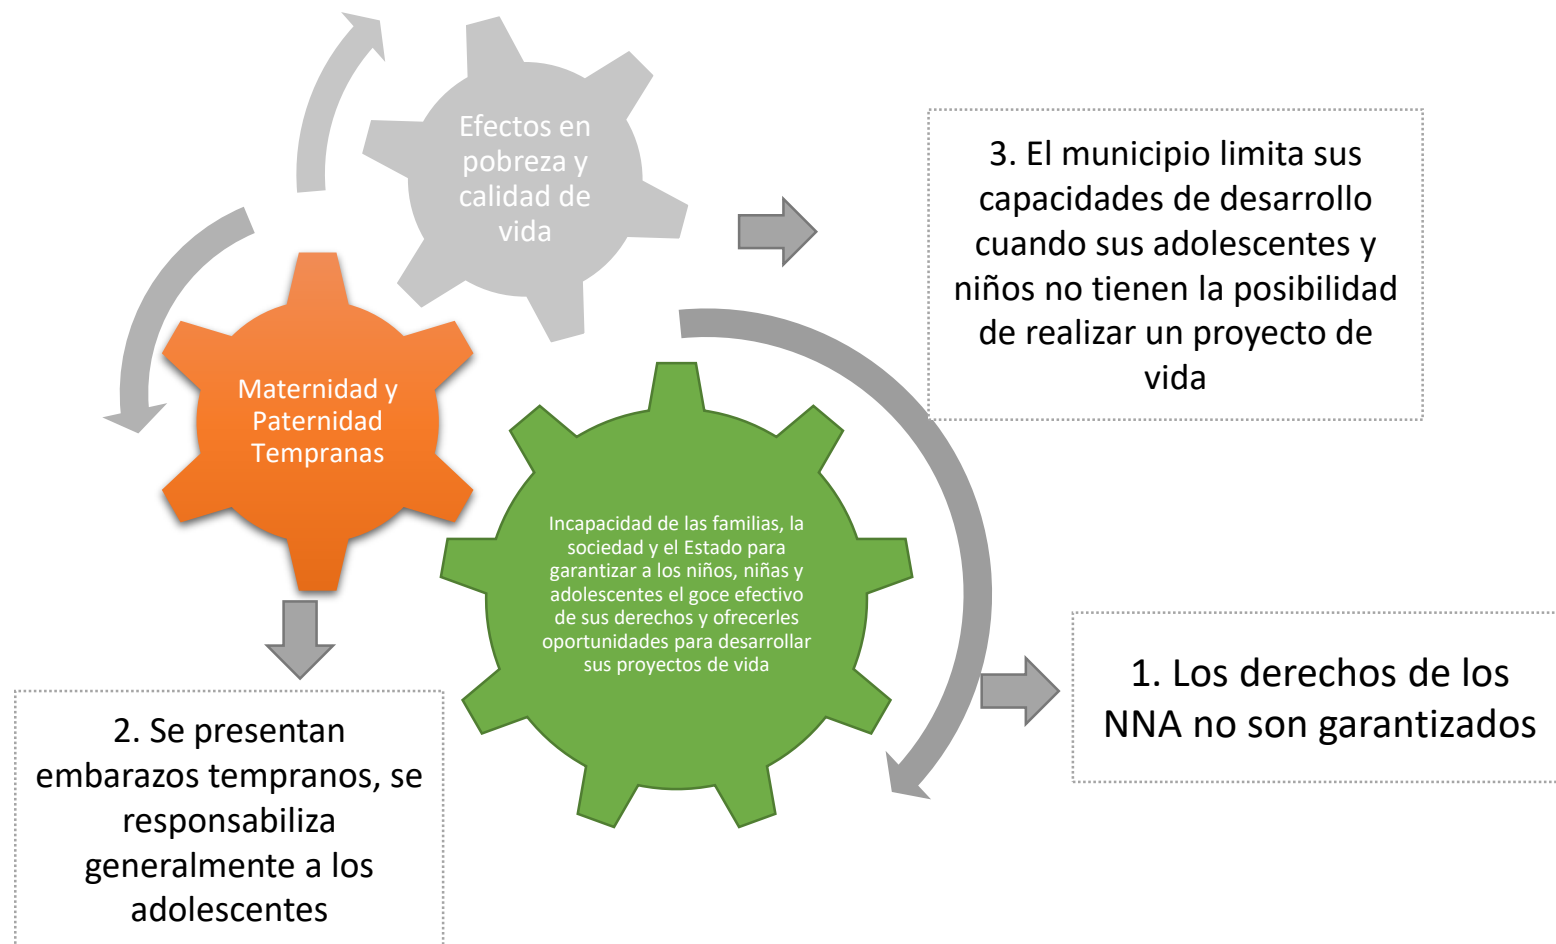 Efectos en
pobreza y
calidad de
vida
3. El municipio limita sus
capacidades de desarrollo
cuando sus adolescentes y
niños no tienen la posibilidad
de realizar un proyecto de
vida
Maternidad y
Paternidad
Tempranas
Incapacidad de las familias, la
sociedad y el Estado para
garantizar a los niños, niñas y
adolescentes el goce efectivo
de sus derechos y ofrecerles
oportunidades para desarrollar
sus proyectos de vida
1. Los derechos de los
NNA no son garantizados
2. Se presentan
embarazos tempranos, se
responsabiliza
generalmente a los
adolescentes